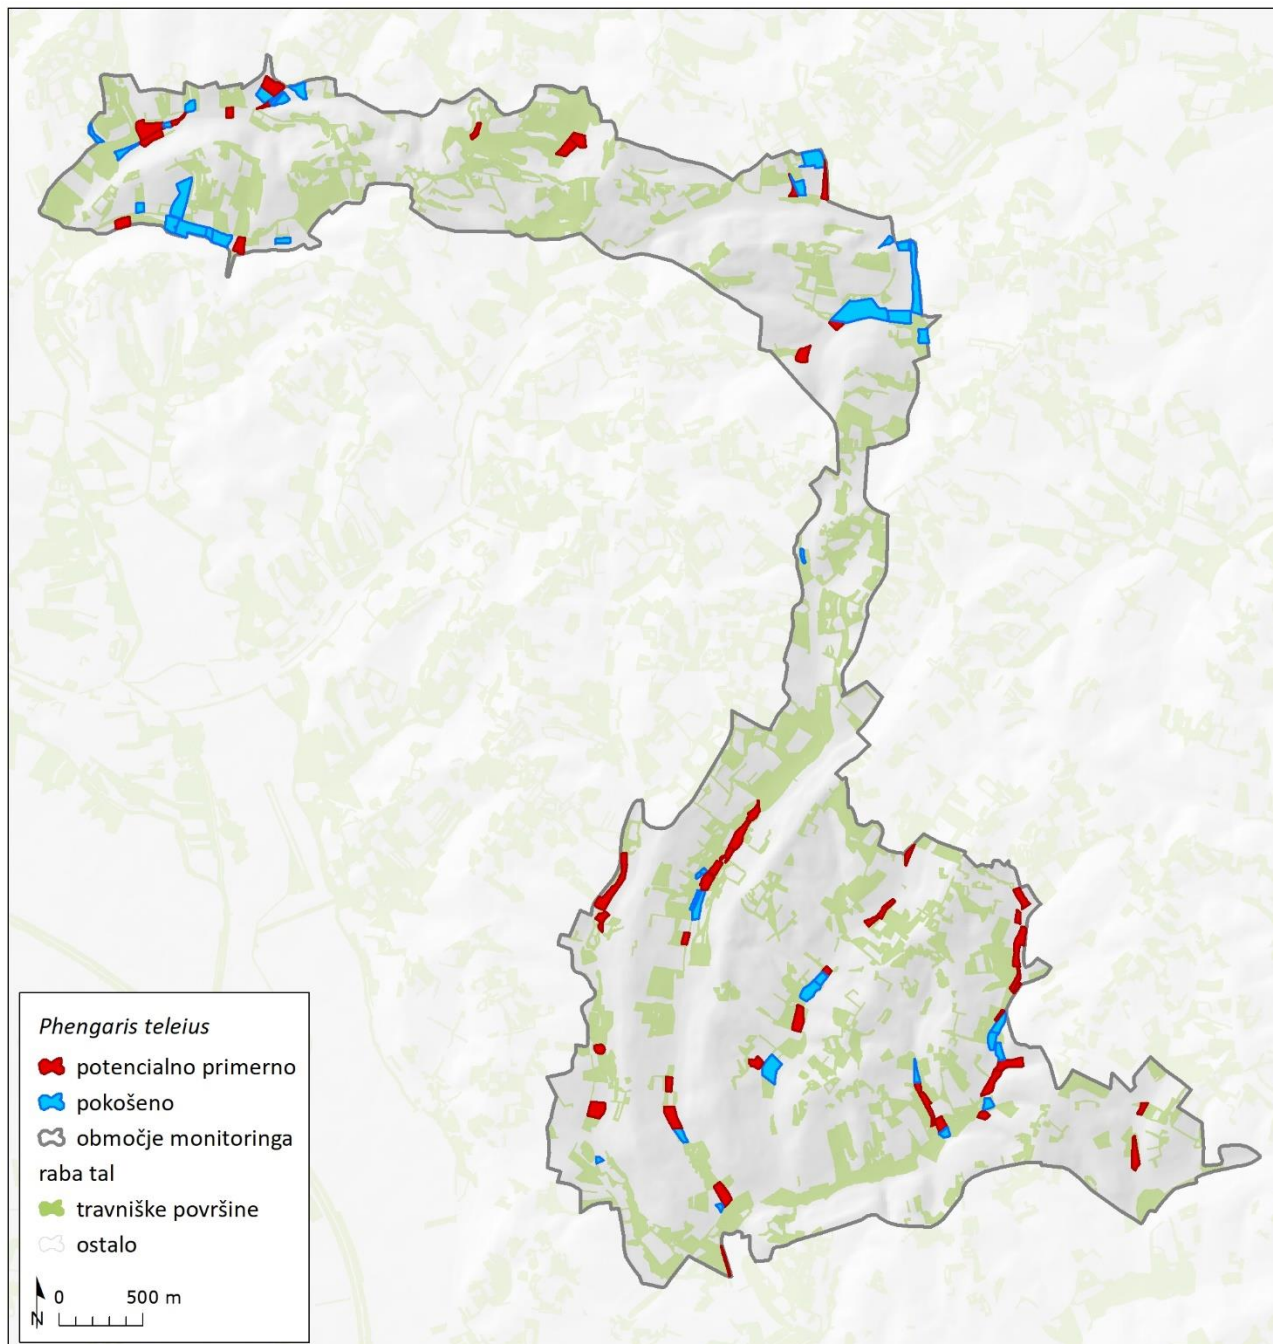 Phengaris teleius
potencialno primerno
pokošeno
območje monitoringa
raba tal
travniške površine
ostalo
0 500 m
N